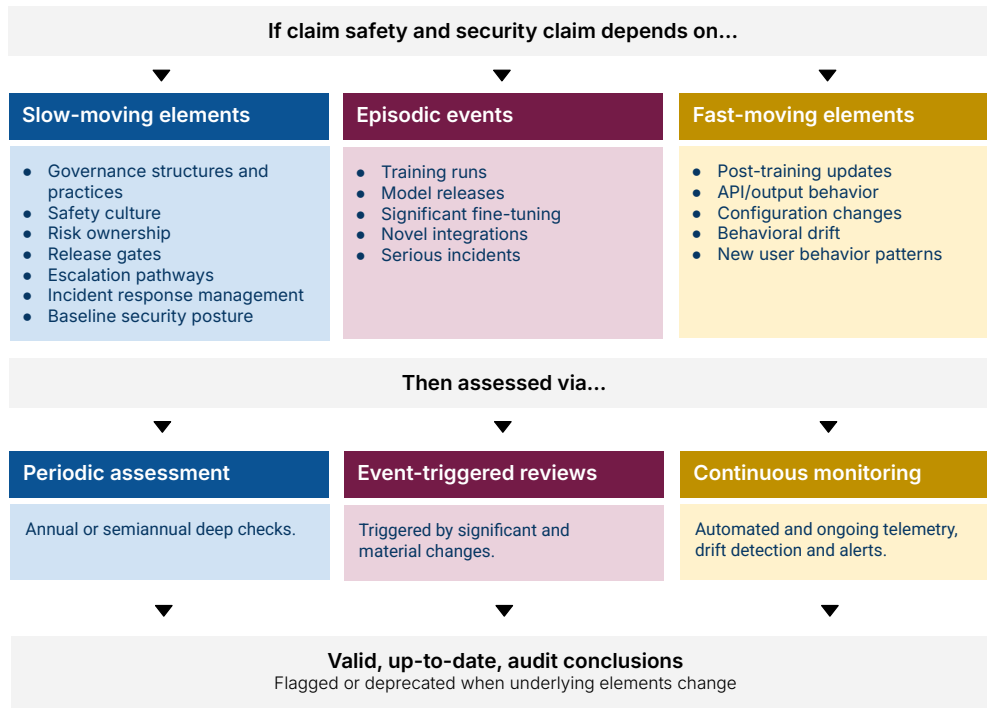 If claim safety and security claim depends on...
Slow-moving elements
● Governance structures and
practices
● Safety culture
● Risk ownership
● Release gates
● Escalation pathways
● Incident response management
● Baseline security posture
Episodic events
● Training runs
● Model releases
● Significant fine-tuning
● Novel integrations
● Serious incidents
Fast-moving elements
● Post-training updates
● API/output behavior
● Configuration changes
● Behavioral drift
● New user behavior patterns
Then assessed via...
Periodic assessment
Annual or semiannual deep checks.
Event-triggered reviews
Triggered by significant and
material changes.
Continuous monitoring
Automated and ongoing telemetry,
drift detection and alerts.
Valid, up-to-date, audit conclusions
Flagged or deprecated when underlying elements change